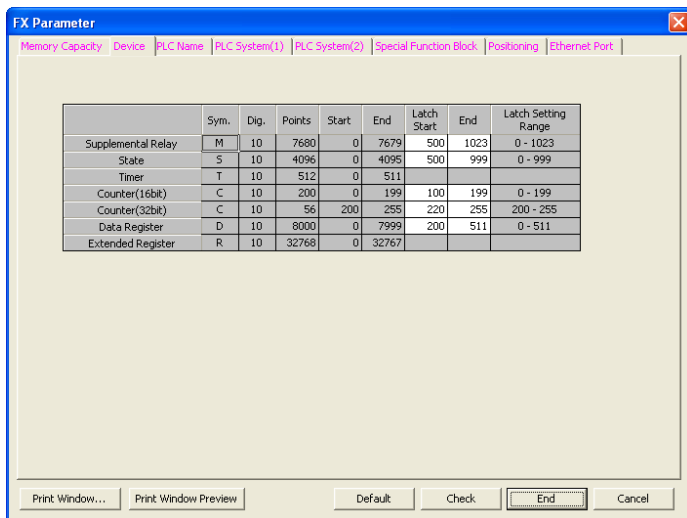 FX Parameter
Memory Capacity Device PLC Name PLC System(1) PLC System(2) Special Function Block Positioning Ethernet Port
Sym. Dig. Points Start End Latch Start End Latch Setting Range
Supplemental Relay M 10 7680 0 7679 500 1023 0 - 1023
State S 10 4096 0 4095 500 999 0 - 999
Timer T 10 512 0 511
Counter(16bit) C 10 200 0 199 100 199 0 - 199
Counter(32bit) C 10 56 200 255 220 255 200 - 255
Data Register D 10 8000 0 7999 200 511 0 - 511
Extended Register R 10 32768 0 32767
Print Window... Print Window Preview Default Check End Cancel